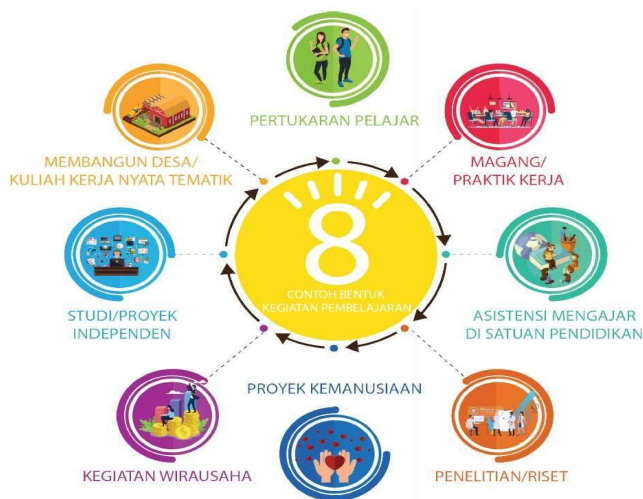 PERTUKARAN PELAJAR
MAGANG/
PRAKTIK KERJA
ASISTENSI MENGAJAR
DI SATUAN PENDIDIKAN
PENELITIAN/RISET
PROYEK KEMANUSIAAN
KEGIATAN WIRAUSAHA
STUDI/PROYEK
INDEPENDEN
MEMBANGUN DESA/
KULIAH KERJA NYATA TEMATIK
8
CONTOH BENTUK
KEGIATAN PEMBELAJARAN